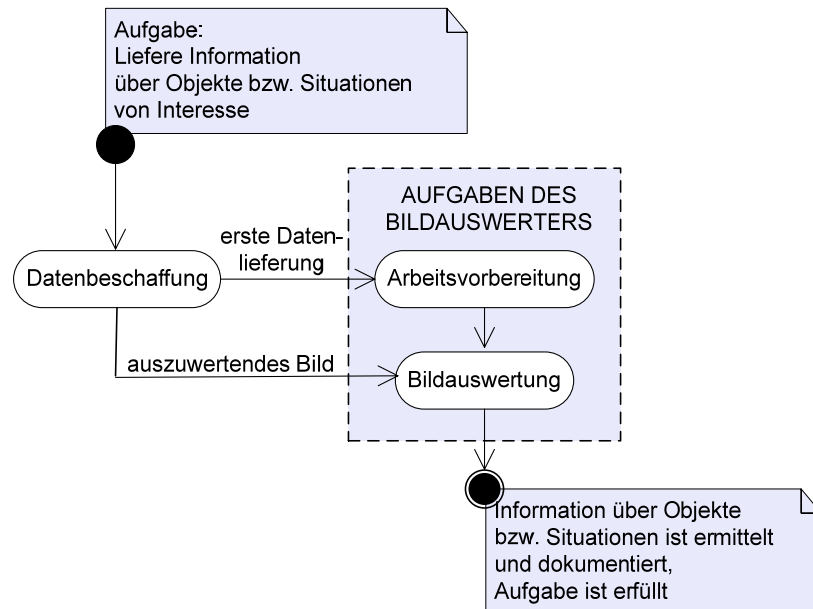 Aufgabe:
Liefere Information
über Objekte bzw. Situationen
von Interesse
AUFGABEN DES
BILDAUSWERTERS
erste Daten-
lieferung
Datenbeschaffung
Arbeitsvorbereitung
auszuwertendes Bild
Bildauswertung
Information über Objekte
bzw. Situationen ist ermittelt
und dokumentiert,
Aufgabe ist erfüllt